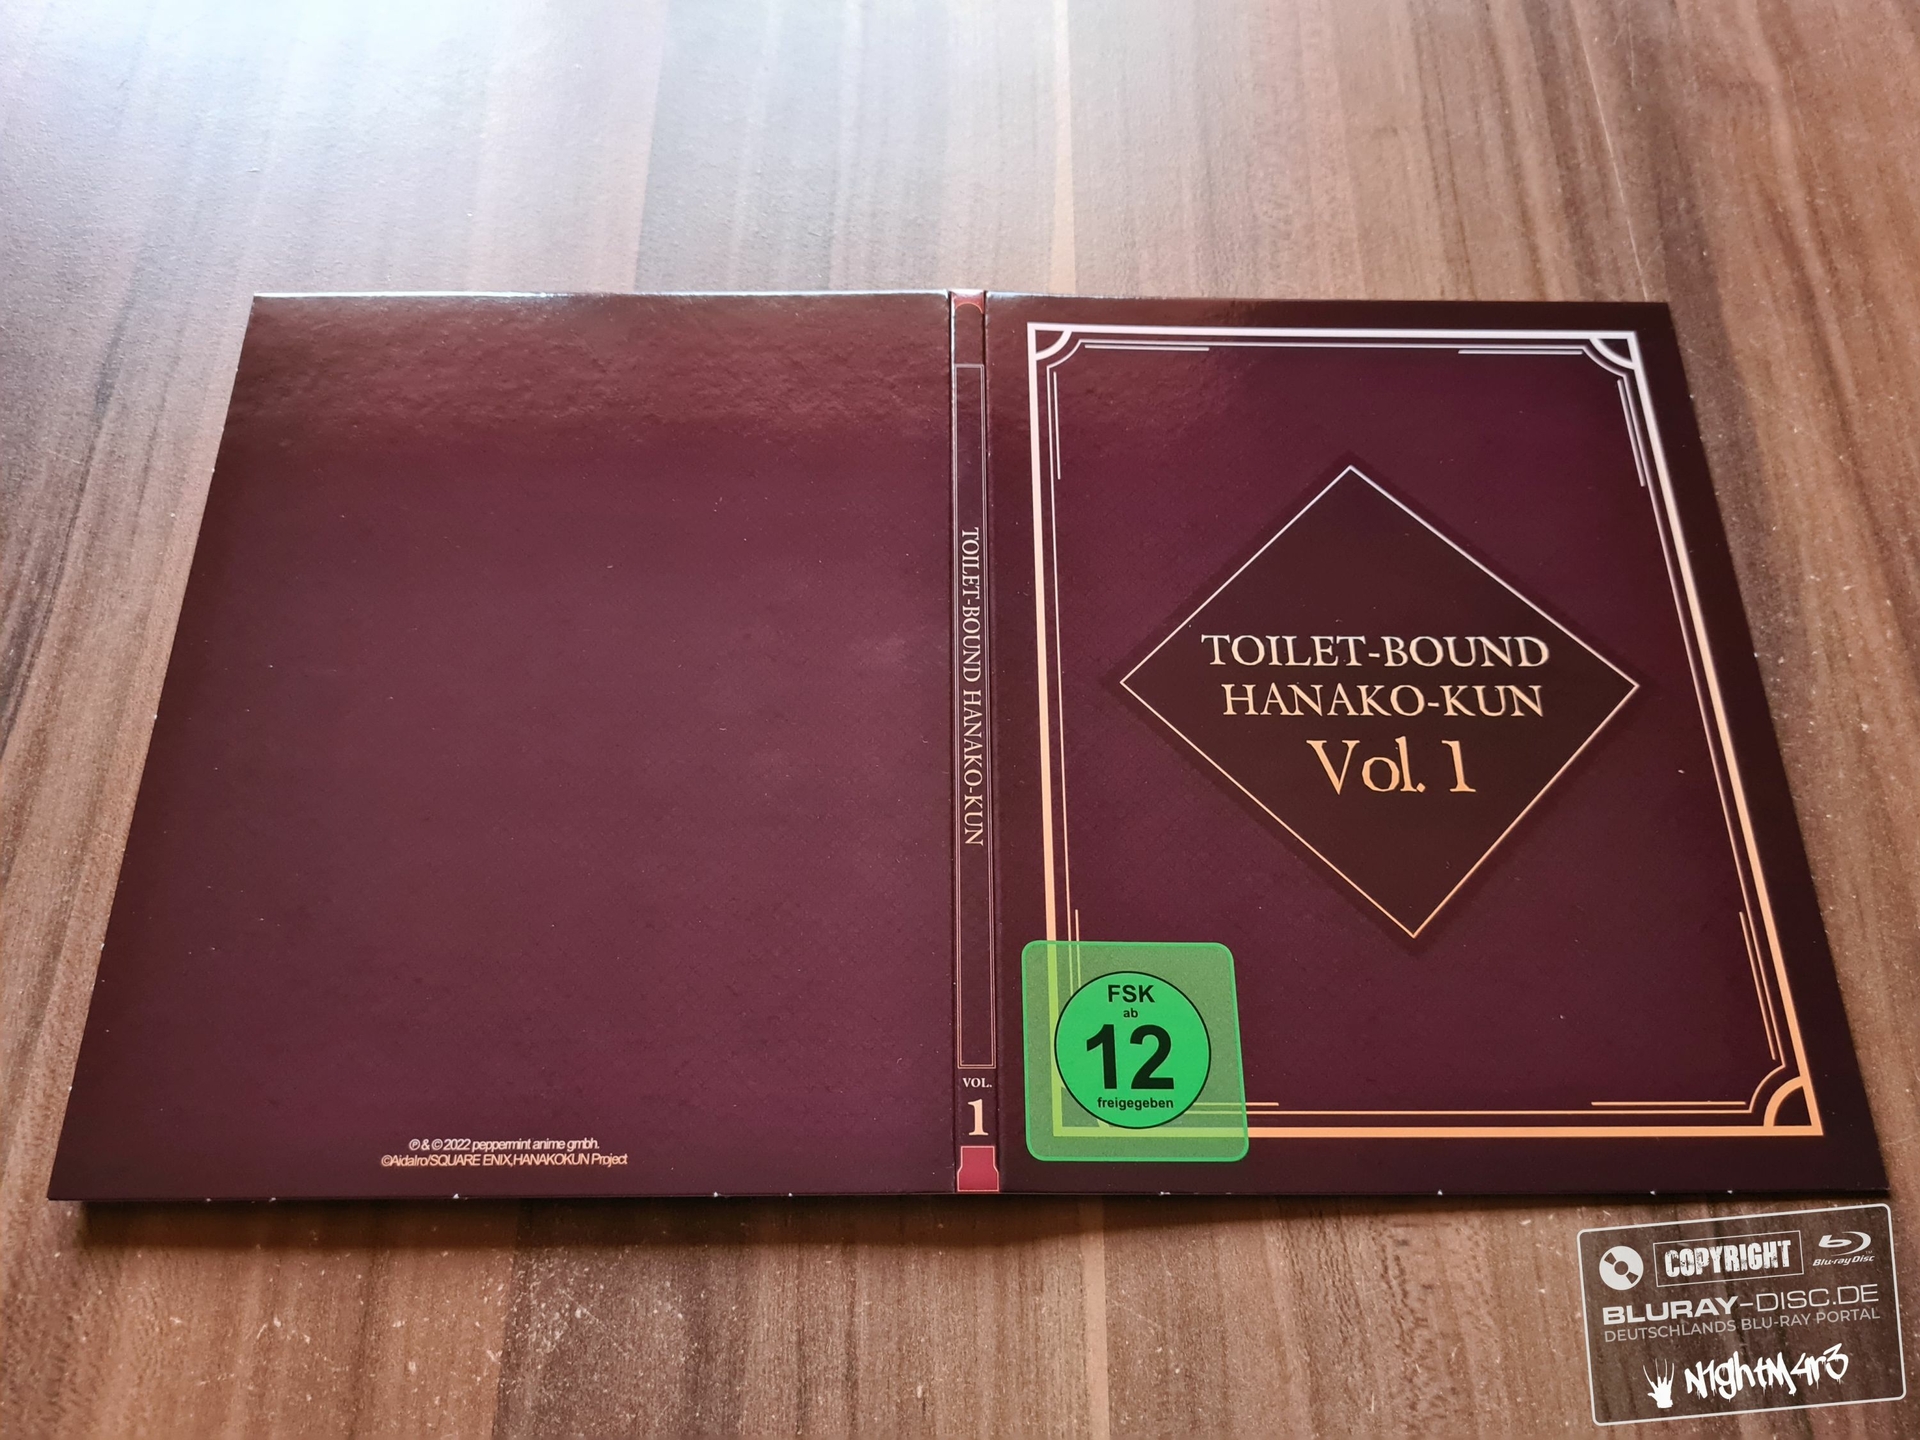 ℗ & © 2022 peppermint anime gmbh.
©AidaIro/SQUARE ENIX,HANAKOKUN Project
TOILET-BOUND HANAKO-KUN
VOL.
1
TOILET-BOUND
HANAKO-KUN
Vol. 1
FSK
ab
12
freigegeben
COPYRIGHT
Blu-ray Disc
BLURAY-DISC.DE
DEUTSCHLANDS BLU-RAY PORTAL
N1ghtM4r3